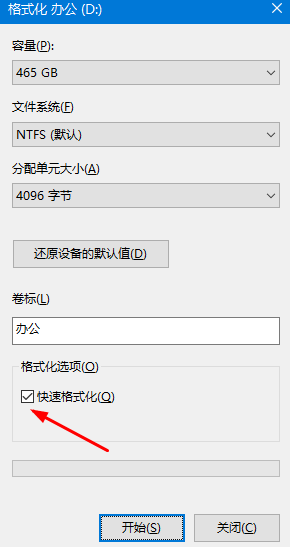 格式化 办公 (D:)
容量(P):
465 GB
文件系统(F)
NTFS (默认)
分配单元大小(A)
4096 字节
还原设备的默认值(D)
卷标(L)
办公
格式化选项(O)
快速格式化(Q)
开始(S)
关闭(C)